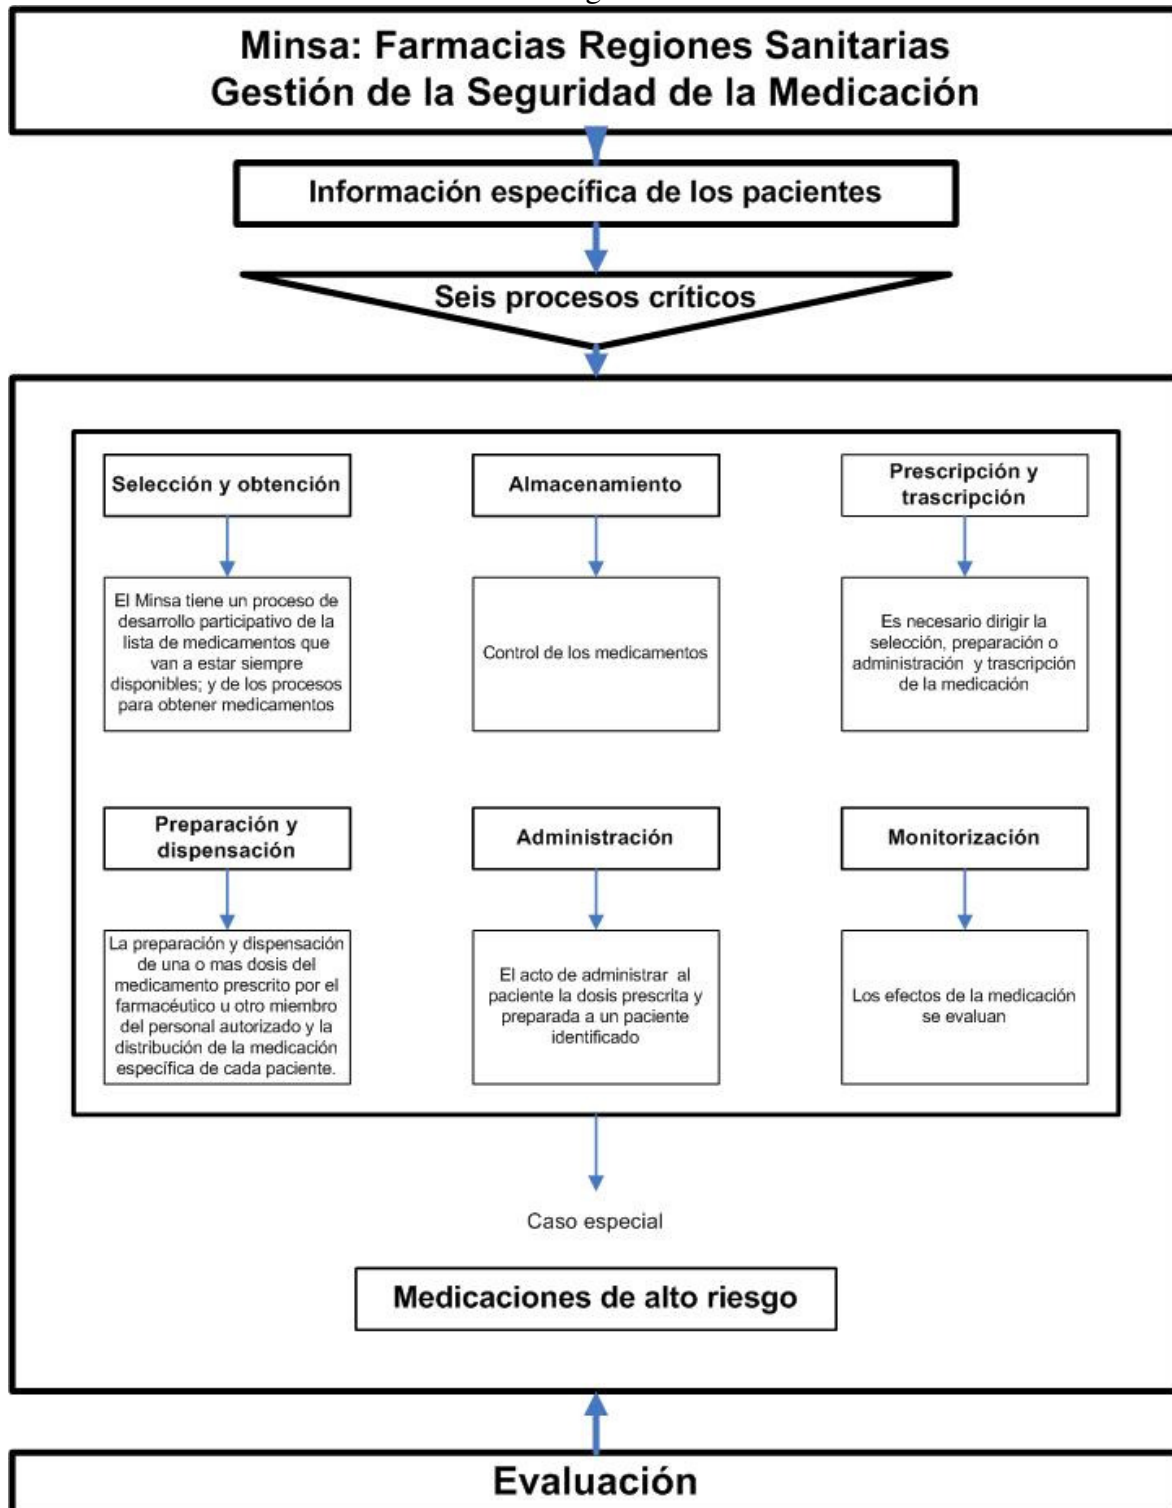 Minsa: Farmacias Regiones Sanitarias
Gestión de la Seguridad de la Medicación
Información específica de los pacientes
Seis procesos críticos
Selección y obtención
El Minsa tiene un proceso de
desarrollo participativo de la
lista de medicamentos que
van a estar siempre
disponibles; y de los procesos
para obtener medicamentos
Almacenamiento
Control de los medicamentos
Prescripción y
trascripción
Es necesario dirigir la
selección, preparación o
administración y trascripción
de la medicación
Preparación y
dispensación
La preparación y dispensación
de una o mas dosis del
medicamento prescrito por el
farmacéutico u otro miembro
del personal autorizado y la
distribución de la medicación
específica de cada paciente.
Administración
El acto de administrar al
paciente la dosis prescrita y
preparada a un paciente
identificado
Monitorización
Los efectos de la medicación
se evaluan
Caso especial
Medicaciones de alto riesgo
Evaluación